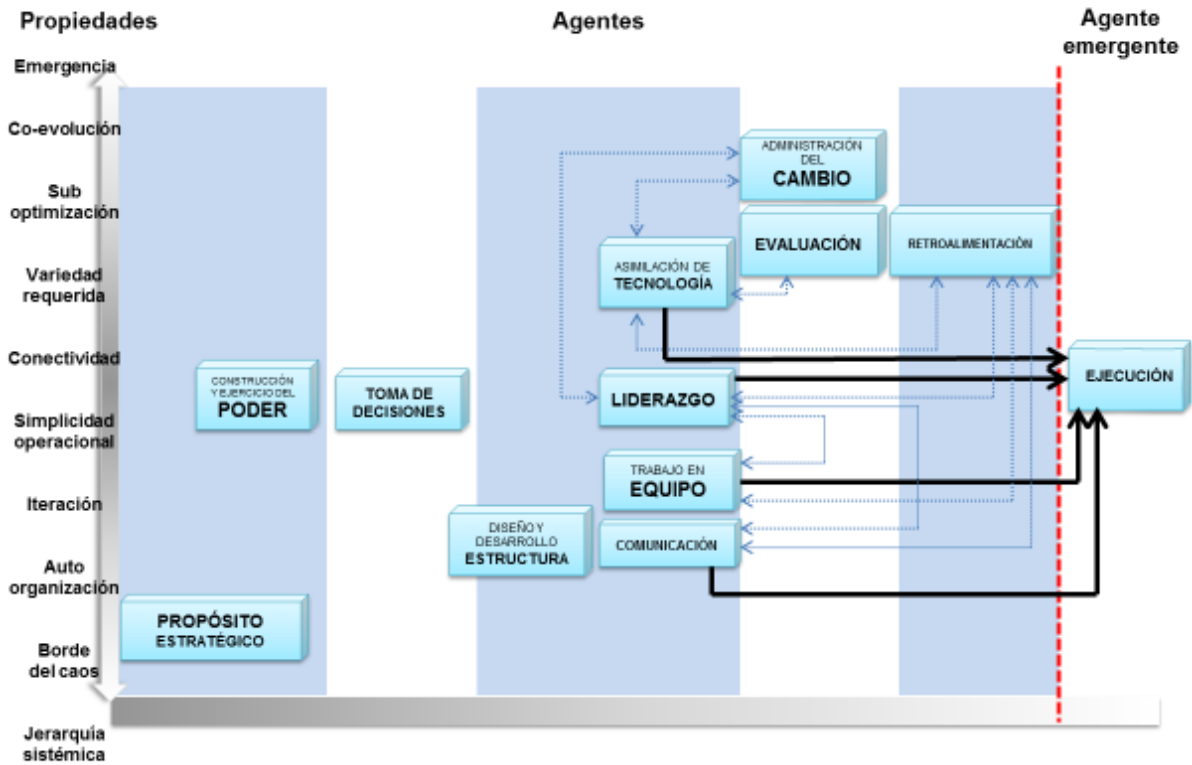 Propiedades
Agentes
Agente
emergente
Emergencia
Co-evolución
Sub
optimización
Variedad
requerida
Conectividad
Simplicidad
operacional
Iteración
Auto
organización
Borde
del caos
Jerarquía
sistémica
ADMINISTRACIÓN
DEL
CAMBIO
EVALUACIÓN
RETROALIMENTACIÓN
ASIMILACIÓN DE
TECNOLOGÍA
CONSTRUCCIÓN
Y EJERCICIO DEL
PODER
TOMA DE
DECISIONES
LIDERAZGO
EJECUCIÓN
TRABAJO EN
EQUIPO
DISEÑO Y
DESARROLLO
ESTRUCTURA
COMUNICACIÓN
PROPÓSITO
ESTRATÉGICO